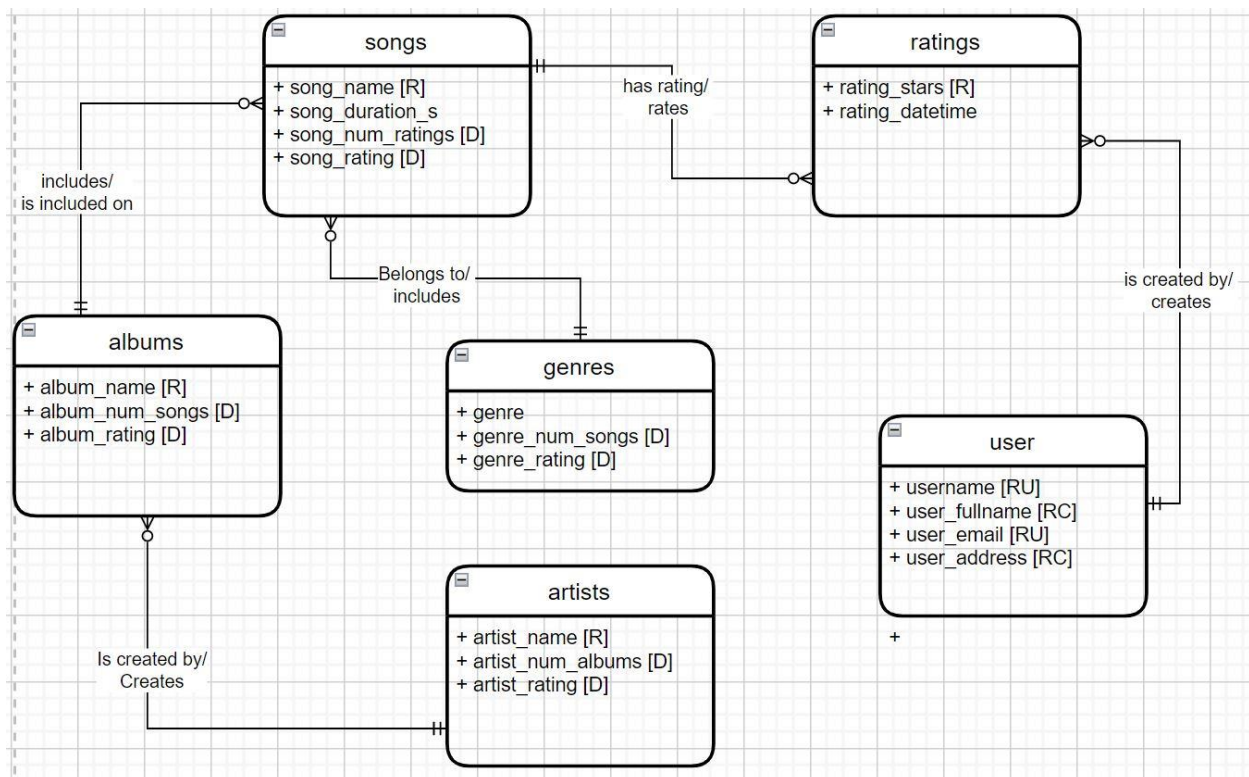 songs
+ song_name [R]
+ song_duration_s
+ song_num_ratings [D]
+ song_rating [D]
ratings
+ rating_stars [R]
+ rating_datetime
has rating/
rates
includes/
is included on
Belongs to/
includes
is created by/
creates
albums
+ album_name [R]
+ album_num_songs [D]
+ album_rating [D]
genres
+ genre
+ genre_num_songs [D]
+ genre_rating [D]
user
+ username [RU]
+ user_fullname [RC]
+ user_email [RU]
+ user_address [RC]
+
artists
+ artist_name [R]
+ artist_num_albums [D]
+ artist_rating [D]
Is created by/
Creates